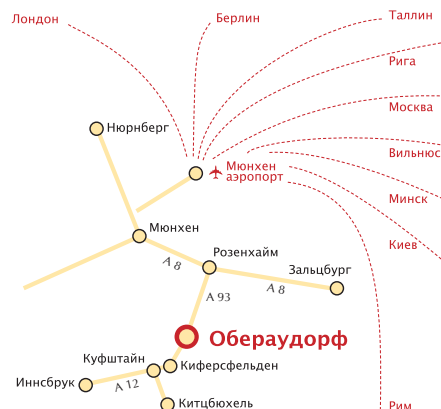 Лондон
Берлин
Таллин
Рига
Москва
Нюрнберг
Вильнюс
Мюнхен
аэропорт
Минск
Мюнхен
Киев
Розенхайм
А 8
Зальцбург
А 8
А 93
Обераудорф
Куфштайн
Киферсфельден
Иннсбрук
А 12
Китцбюхель
Рим